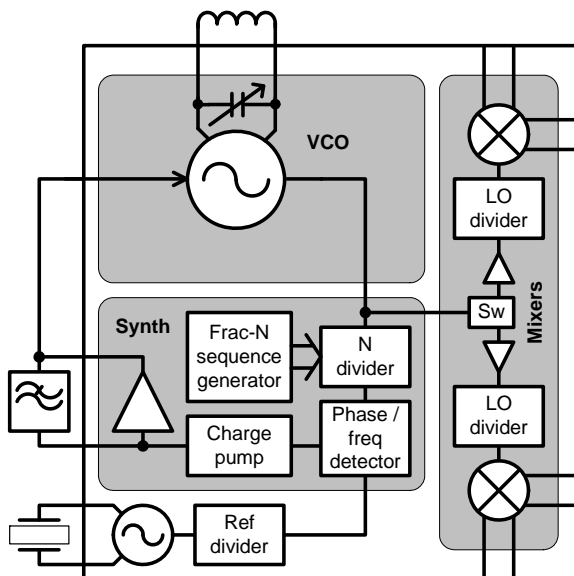 VCO
LO
divider
Synth
Frac-N
sequence
generator
N
divider
Sw
Mixers
Charge
pump
Phase /
freq
detector
LO
divider
Ref
divider